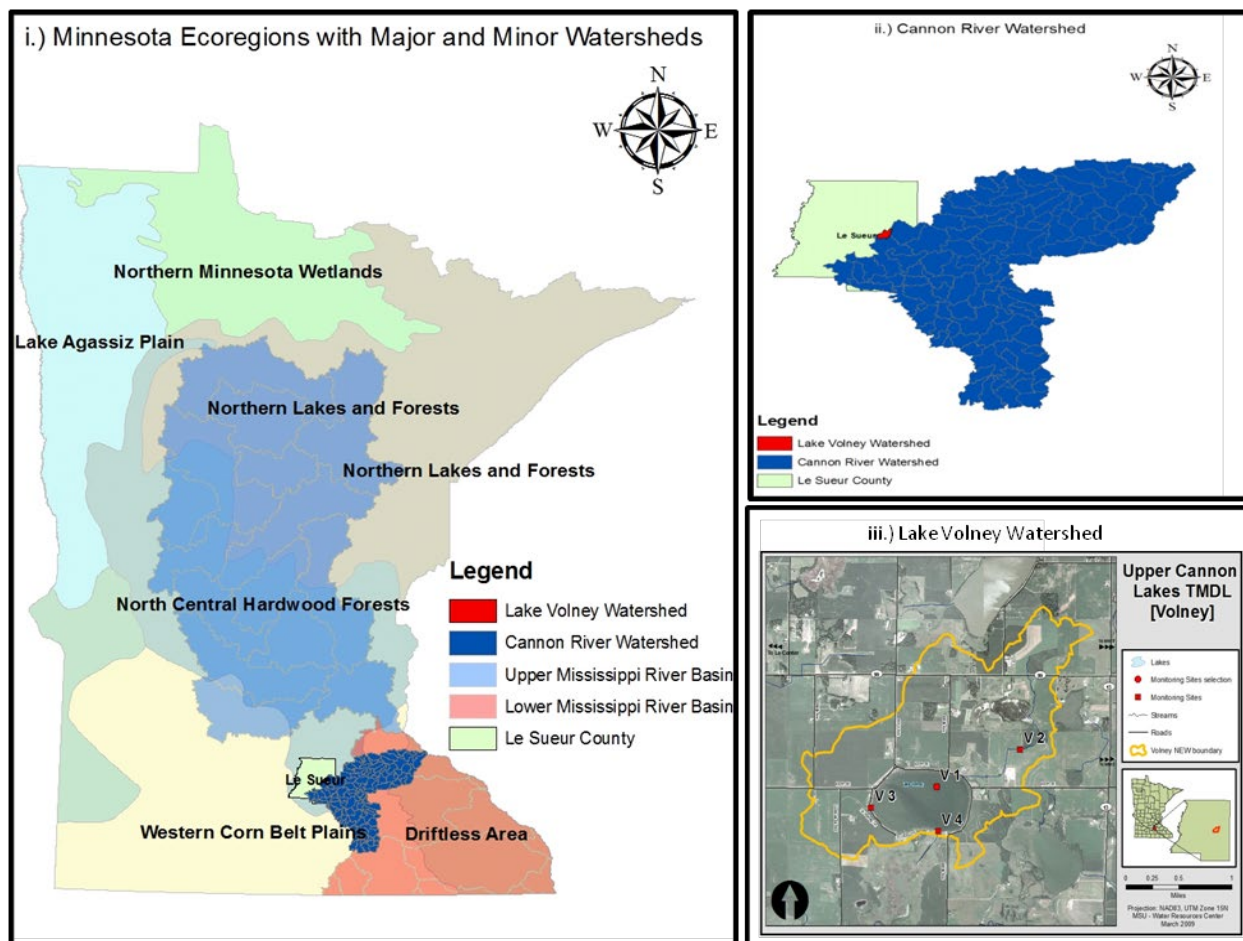 i.) Minnesota Ecoregions with Major and Minor Watersheds
N
W E
S
Northern Minnesota Wetlands
Lake Agassiz Plain
Northern Lakes and Forests
Northern Lakes and Forests
North Central Hardwood Forests
Le Sueur
Western Corn Belt Plains
Driftless Area
Legend
Lake Volney Watershed
Cannon River Watershed
Upper Mississippi River Basin
Lower Mississippi River Basin
Le Sueur County
ii.) Cannon River Watershed
N
W E
S
Le Sueur
Legend
Lake Volney Watershed
Cannon River Watershed
Le Sueur County
iii.) Lake Volney Watershed
V 2
V 1
V 3
V 4
Upper Cannon
Lakes TMDL
[Volney]
Lakes
Monitoring Sites selection
Monitoring Sites
Streams
Roads
Volney NEW boundary
0 0.25 0.5 1
Miles
Projection: NAD83, UTM Zone 15N
MSU - Water Resources Center
March 2009